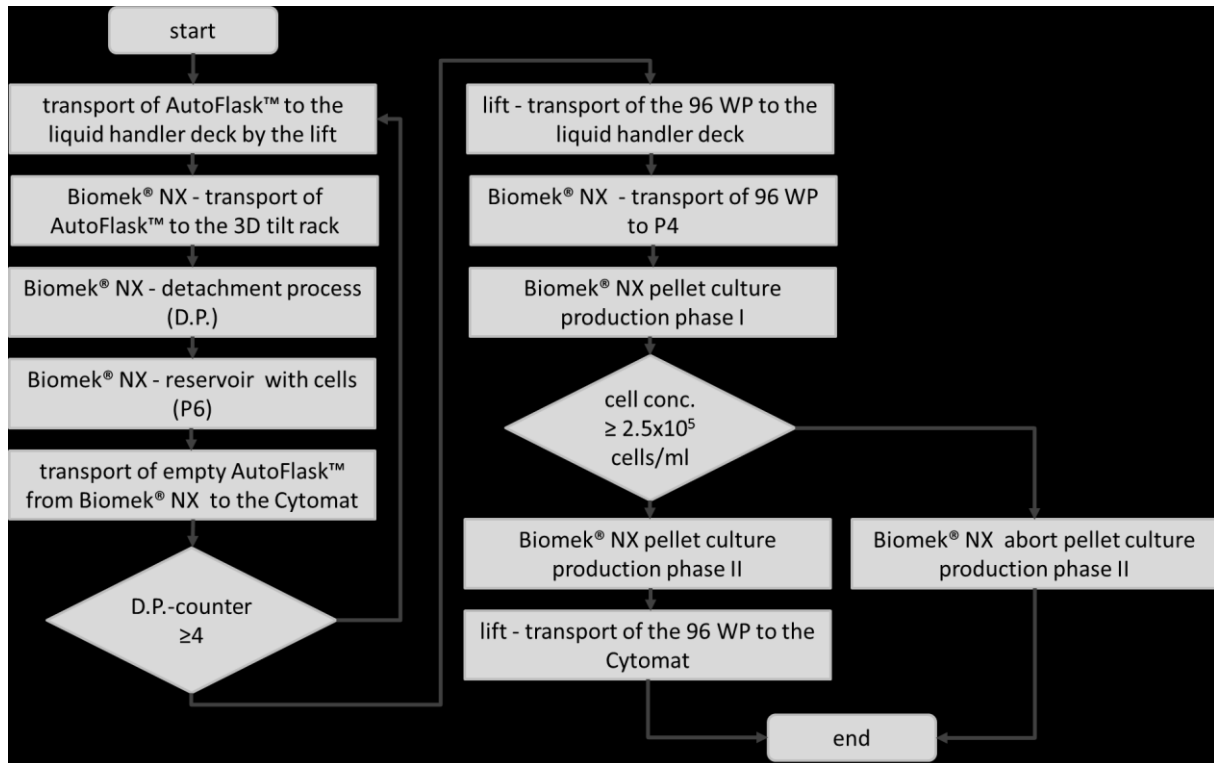 start
transport of AutoFlask™ to the
liquid handler deck by the lift
Biomek® NX - transport of
AutoFlask™ to the 3D tilt rack
Biomek® NX - detachment process
(D.P.)
Biomek® NX - reservoir with cells
(P6)
transport of empty AutoFlask™
from Biomek® NX to the Cytomat
D.P.-counter
≥4
lift - transport of the 96 WP to the
liquid handler deck
Biomek® NX - transport of 96 WP
to P4
Biomek® NX pellet culture
production phase I
cell conc.
≥ 2.5x10⁵
cells/ml
Biomek® NX pellet culture
production phase II
Biomek® NX abort pellet culture
production phase II
lift - transport of the 96 WP to the
Cytomat
end